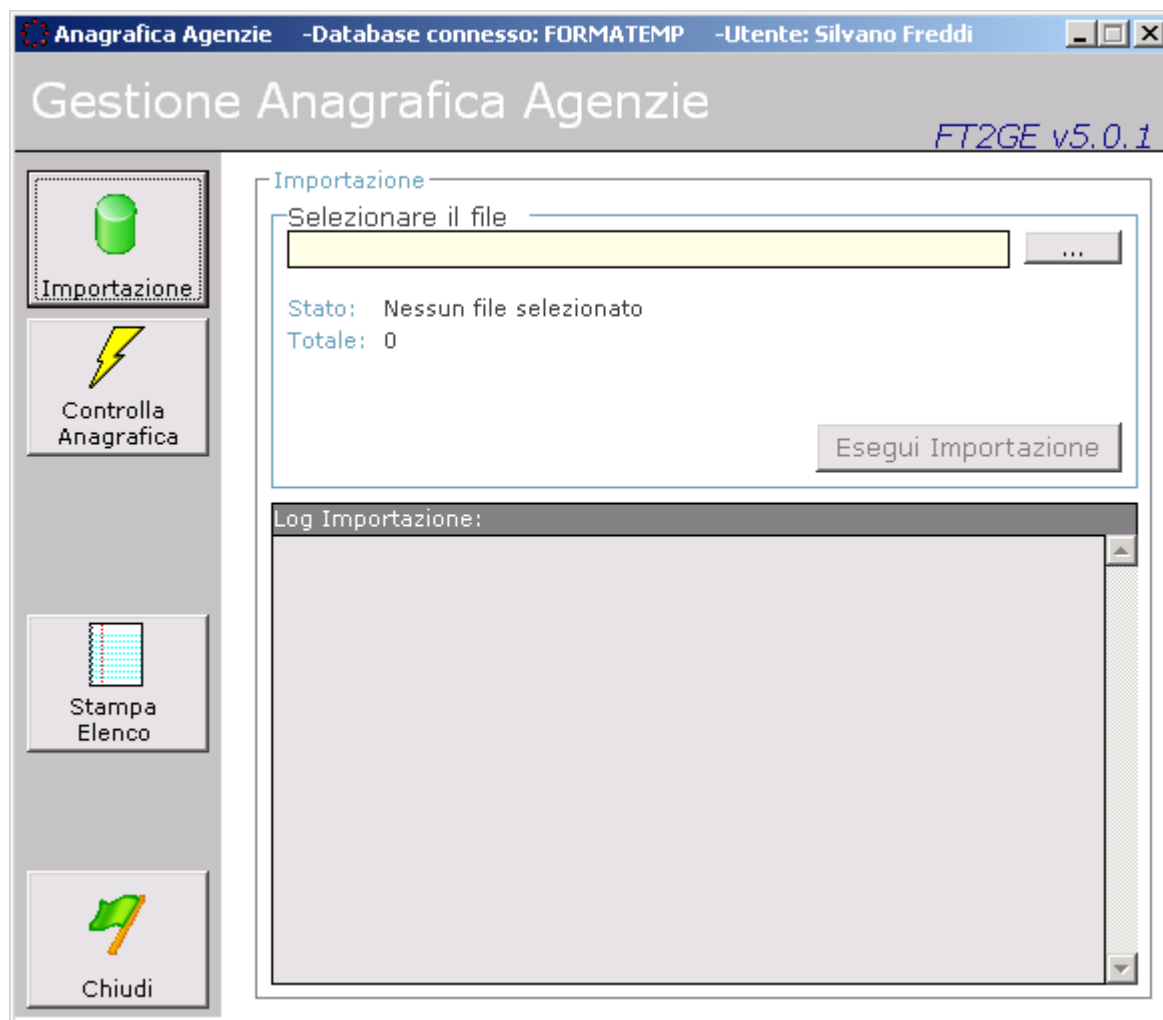 Anagrafica Agenzie -Database connesso: FORMATEMP -Utente: Silvano Freddi
Gestione Anagrafica Agenzie
FT2GE v5.0.1
Importazione
Controlla
Anagrafica
Stampa
Elenco
Chiudi
Importazione
Selezionare il file
...
Stato: Nessun file selezionato
Totale: 0
Esegui Importazione
Log Importazione: